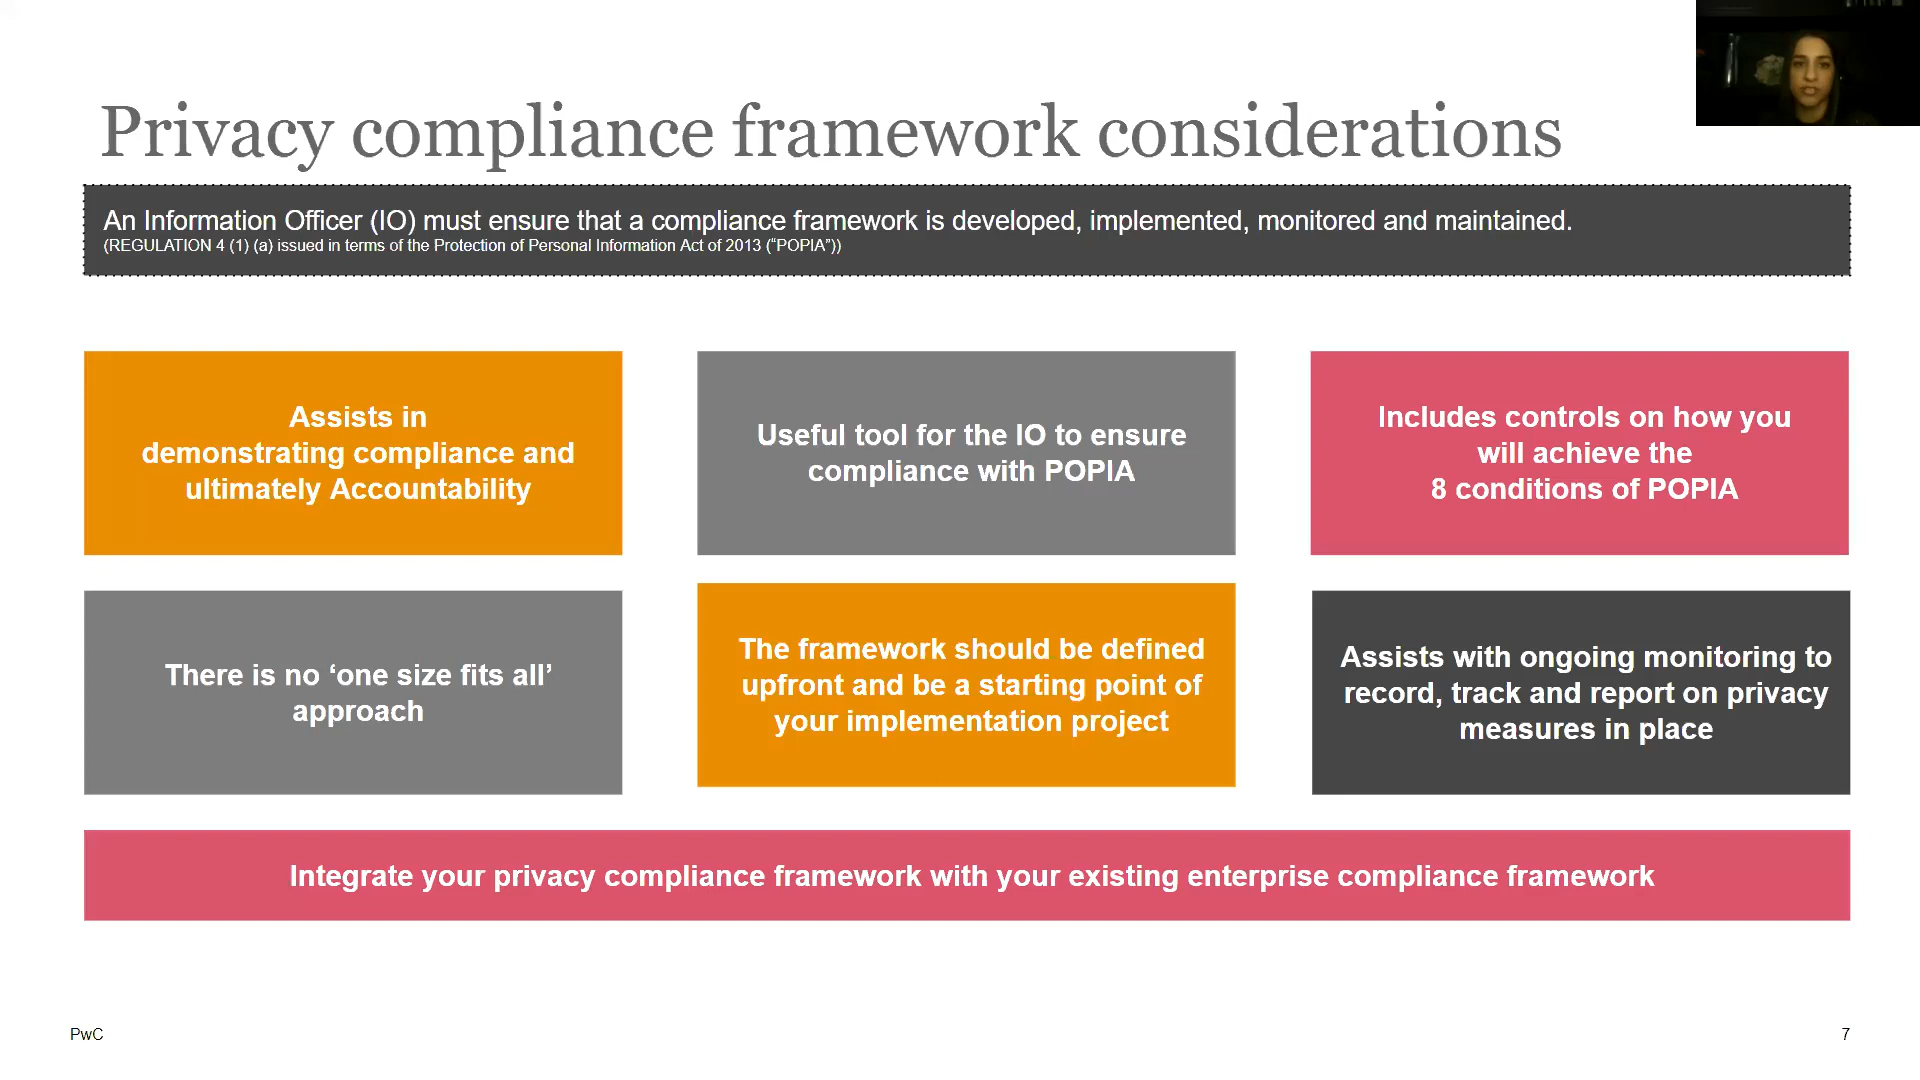 Privacy compliance framework considerations
An Information Officer (IO) must ensure that a compliance framework is developed, implemented, monitored and maintained.
(REGULATION 4 (1) (a) issued in terms of the Protection of Personal Information Act of 2013 (“POPIA”))
Assists in
demonstrating compliance and
ultimately Accountability
Useful tool for the IO to ensure
compliance with POPIA
Includes controls on how you
will achieve the
8 conditions of POPIA
There is no ‘one size fits all’
approach
The framework should be defined
upfront and be a starting point of
your implementation project
Assists with ongoing monitoring to
record, track and report on privacy
measures in place
Integrate your privacy compliance framework with your existing enterprise compliance framework
PwC
7